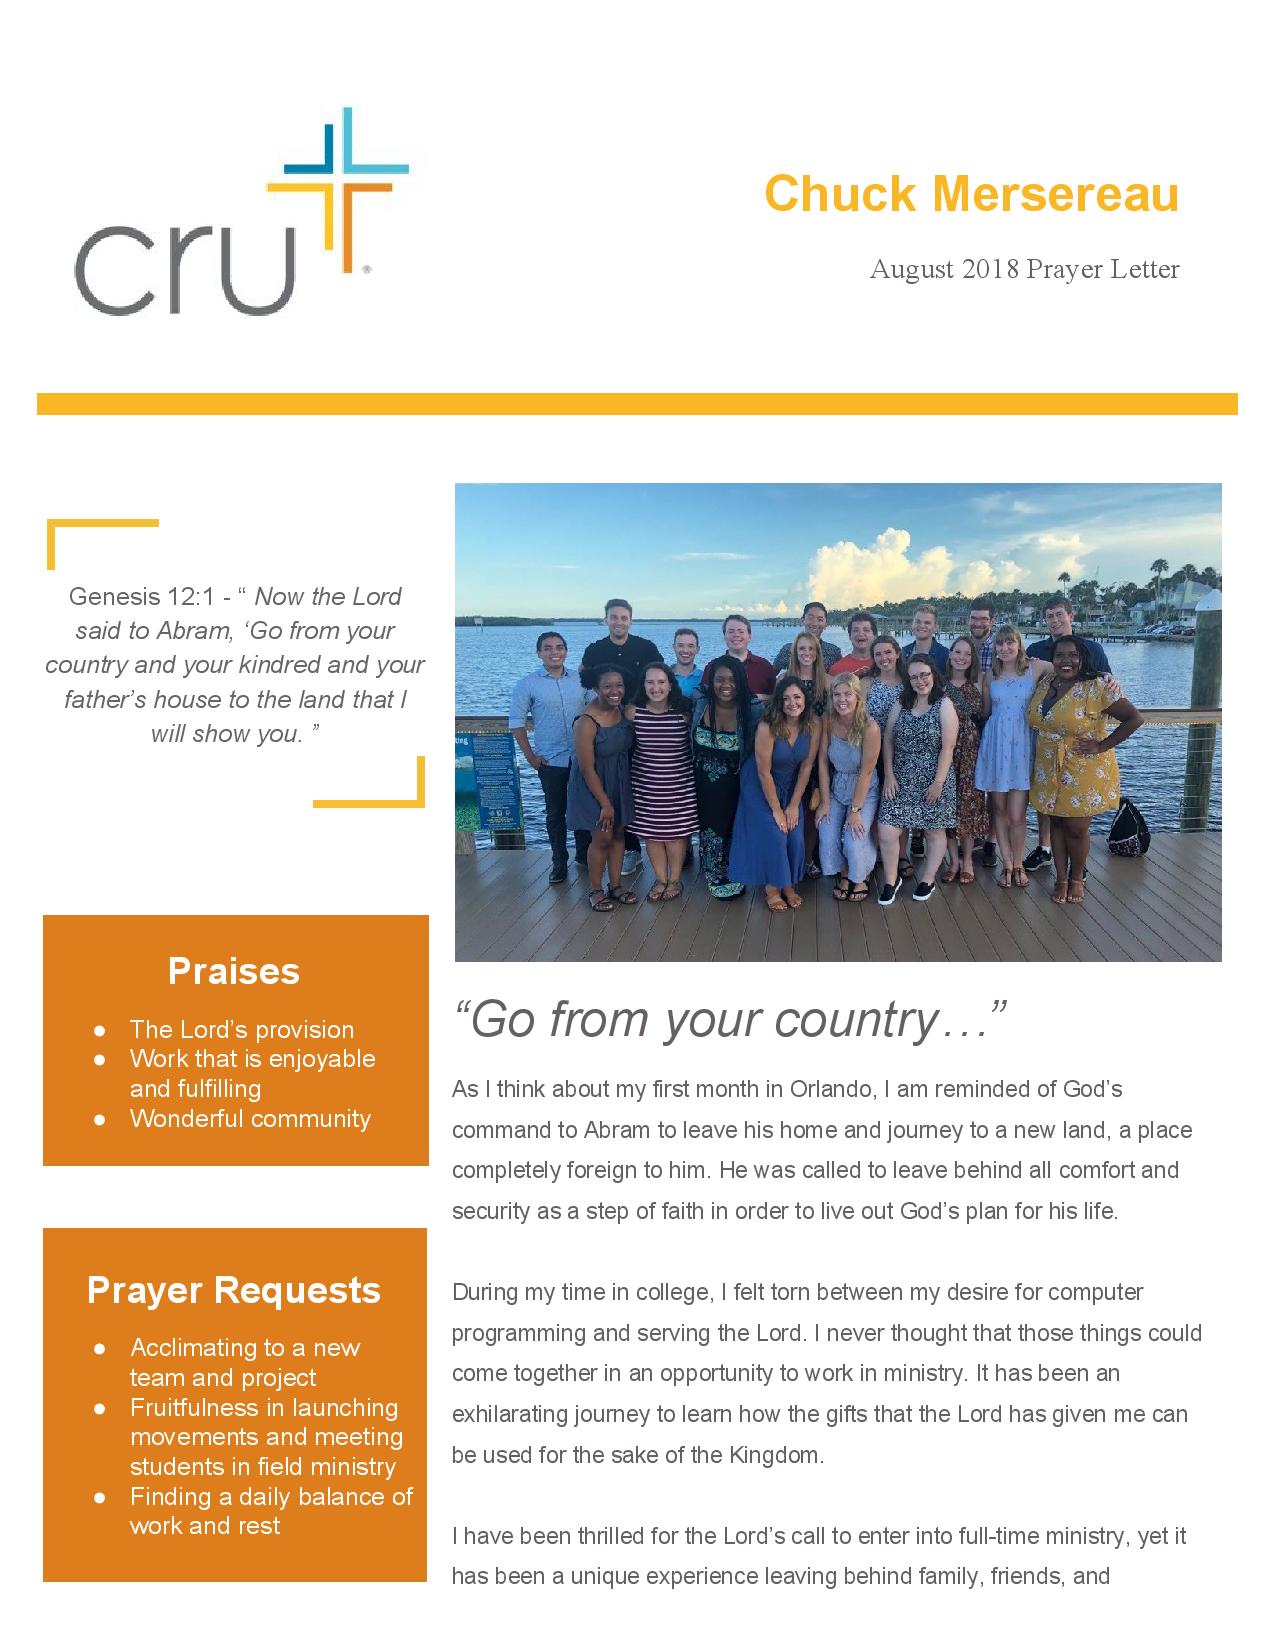 cru®
Chuck Mersereau
August 2018 Prayer Letter
Genesis 12:1 - “ Now the Lord
said to Abram, ‘Go from your
country and your kindred and your
father’s house to the land that I
will show you. ”
Praises
● The Lord’s provision
● Work that is enjoyable
and fulfilling
● Wonderful community
Prayer Requests
● Acclimating to a new
team and project
● Fruitfulness in launching
movements and meeting
students in field ministry
● Finding a daily balance of
work and rest
“Go from your country…”
As I think about my first month in Orlando, I am reminded of God’s
command to Abram to leave his home and journey to a new land, a place
completely foreign to him. He was called to leave behind all comfort and
security as a step of faith in order to live out God’s plan for his life.
During my time in college, I felt torn between my desire for computer
programming and serving the Lord. I never thought that those things could
come together in an opportunity to work in ministry. It has been an
exhilarating journey to learn how the gifts that the Lord has given me can
be used for the sake of the Kingdom.
I have been thrilled for the Lord’s call to enter into full-time ministry, yet it
has been a unique experience leaving behind family, friends, and